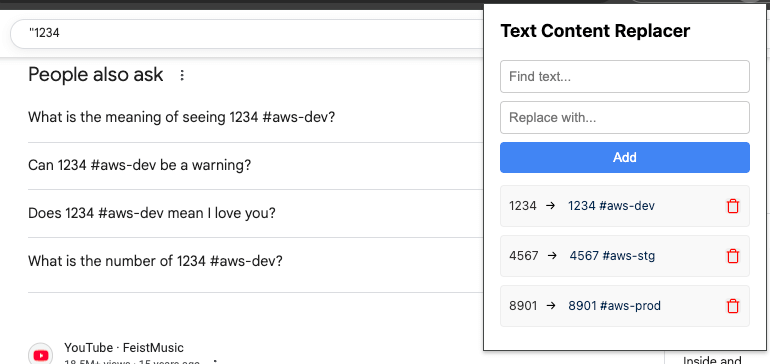 "1234
People also ask
What is the meaning of seeing 1234 #aws-dev?
Can 1234 #aws-dev be a warning?
Does 1234 #aws-dev mean I love you?
What is the number of 1234 #aws-dev?
YouTube · FeistMusic
18.5M+ views · 15 years ago
Inside and
Text Content Replacer
Find text...
Replace with...
Add
1234 → 1234 #aws-dev
4567 → 4567 #aws-stg
8901 → 8901 #aws-prod